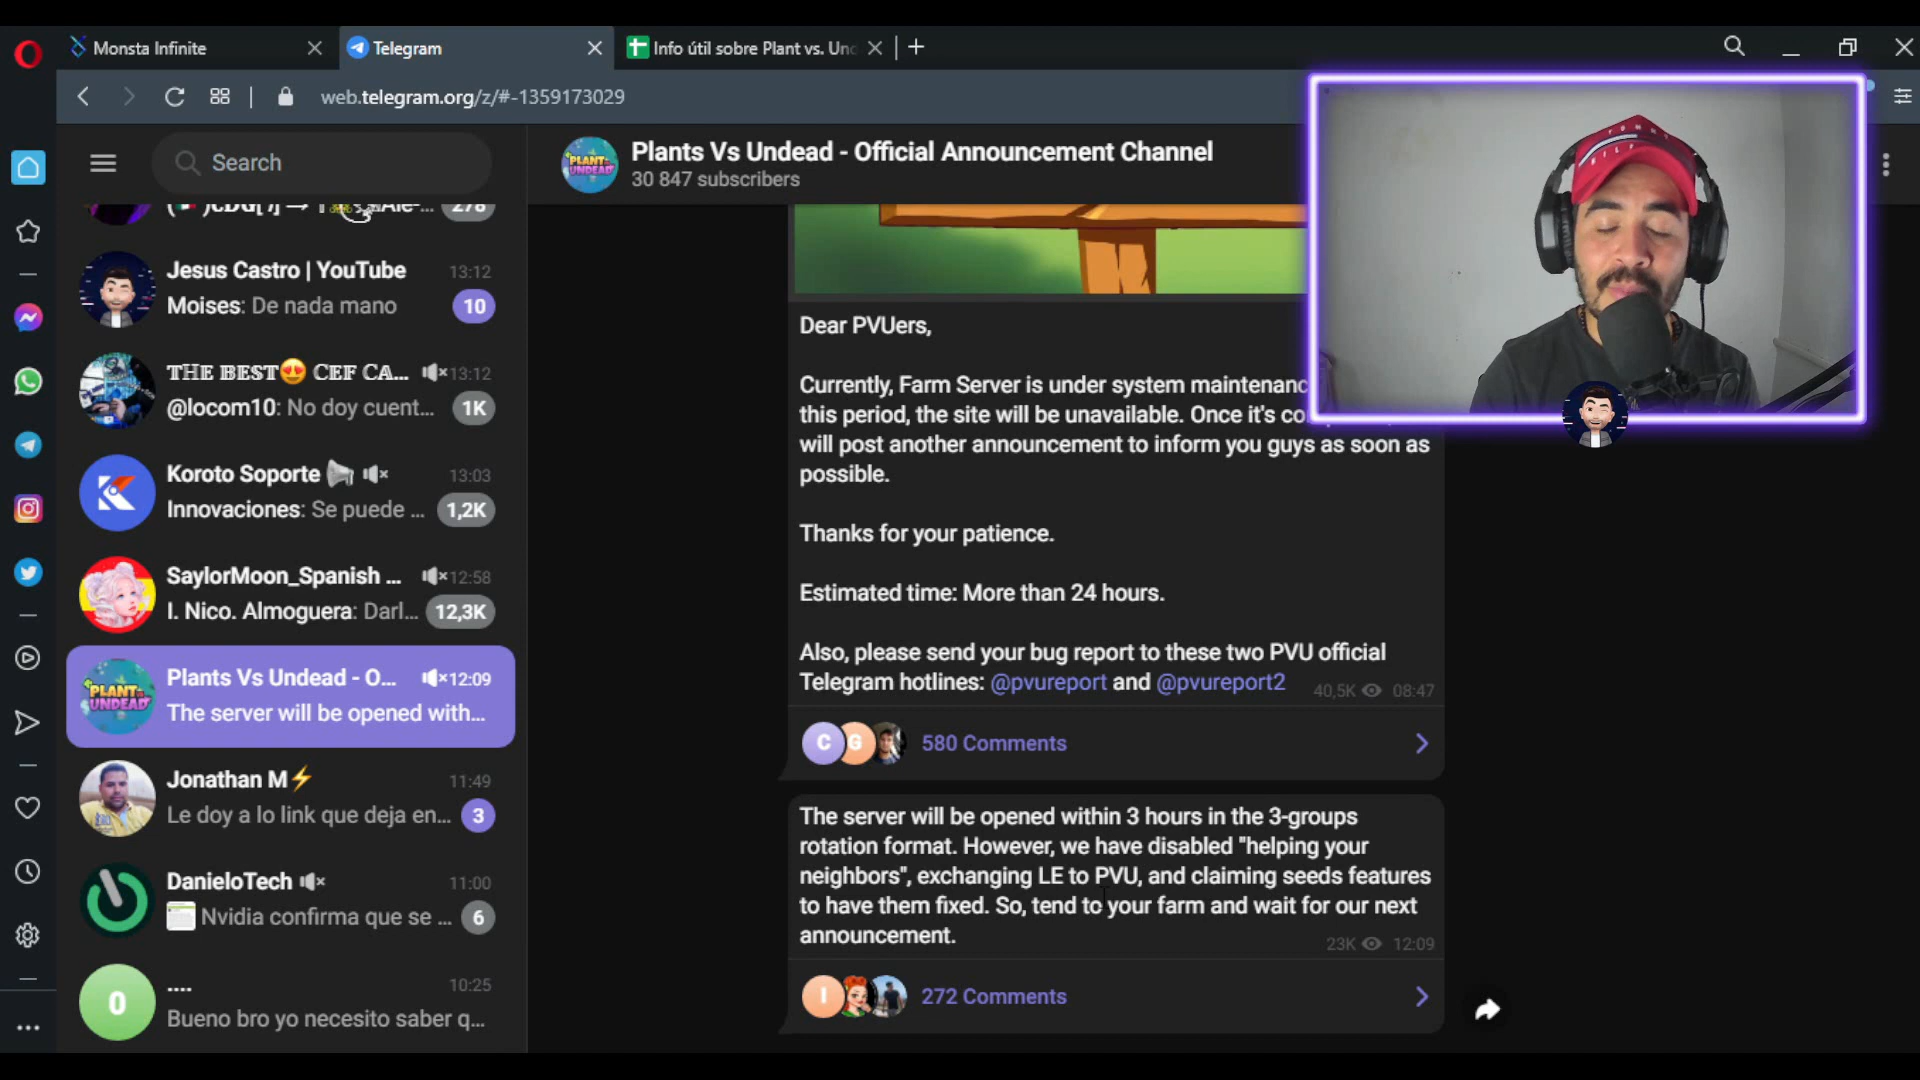 Monsta Infinite
Telegram
Info útil sobre Plant vs. Un
web.telegram.org/z/#-1359173029
Search
Plants Vs Undead - Official Announcement Channel
30 847 subscribers
278
Jesus Castro | YouTube
13:12
Moises: De nada mano
10
THE BEST😍 CEF CA...
13:12
@locom10: No doy cuent...
1K
Koroto Soporte
13:03
Innovaciones: Se puede ...
1,2K
SaylorMoon_Spanish ...
12:58
I. Nico. Almoguera: Darl...
12,3K
Plants Vs Undead - O...
12:09
The server will be opened with...
Jonathan M⚡
11:49
Le doy a lo link que deja en...
3
DanieloTech
11:00
Nvidia confirma que se ...
6
0
....
10:25
Bueno bro yo necesito saber q...
PLANTS
UNDEAD
Dear PVUers,
Currently, Farm Server is under system maintenanc
this period, the site will be unavailable. Once it's co
will post another announcement to inform you guys as soon as
possible.
Thanks for your patience.
Estimated time: More than 24 hours.
Also, please send your bug report to these two PVU official
Telegram hotlines: @pvureport and @pvureport2
40,5K 08:47
C G
580 Comments
The server will be opened within 3 hours in the 3-groups
rotation format. However, we have disabled "helping your
neighbors", exchanging LE to PVU, and claiming seeds features
to have them fixed. So, tend to your farm and wait for our next
announcement.
23K 12:09
I
272 Comments